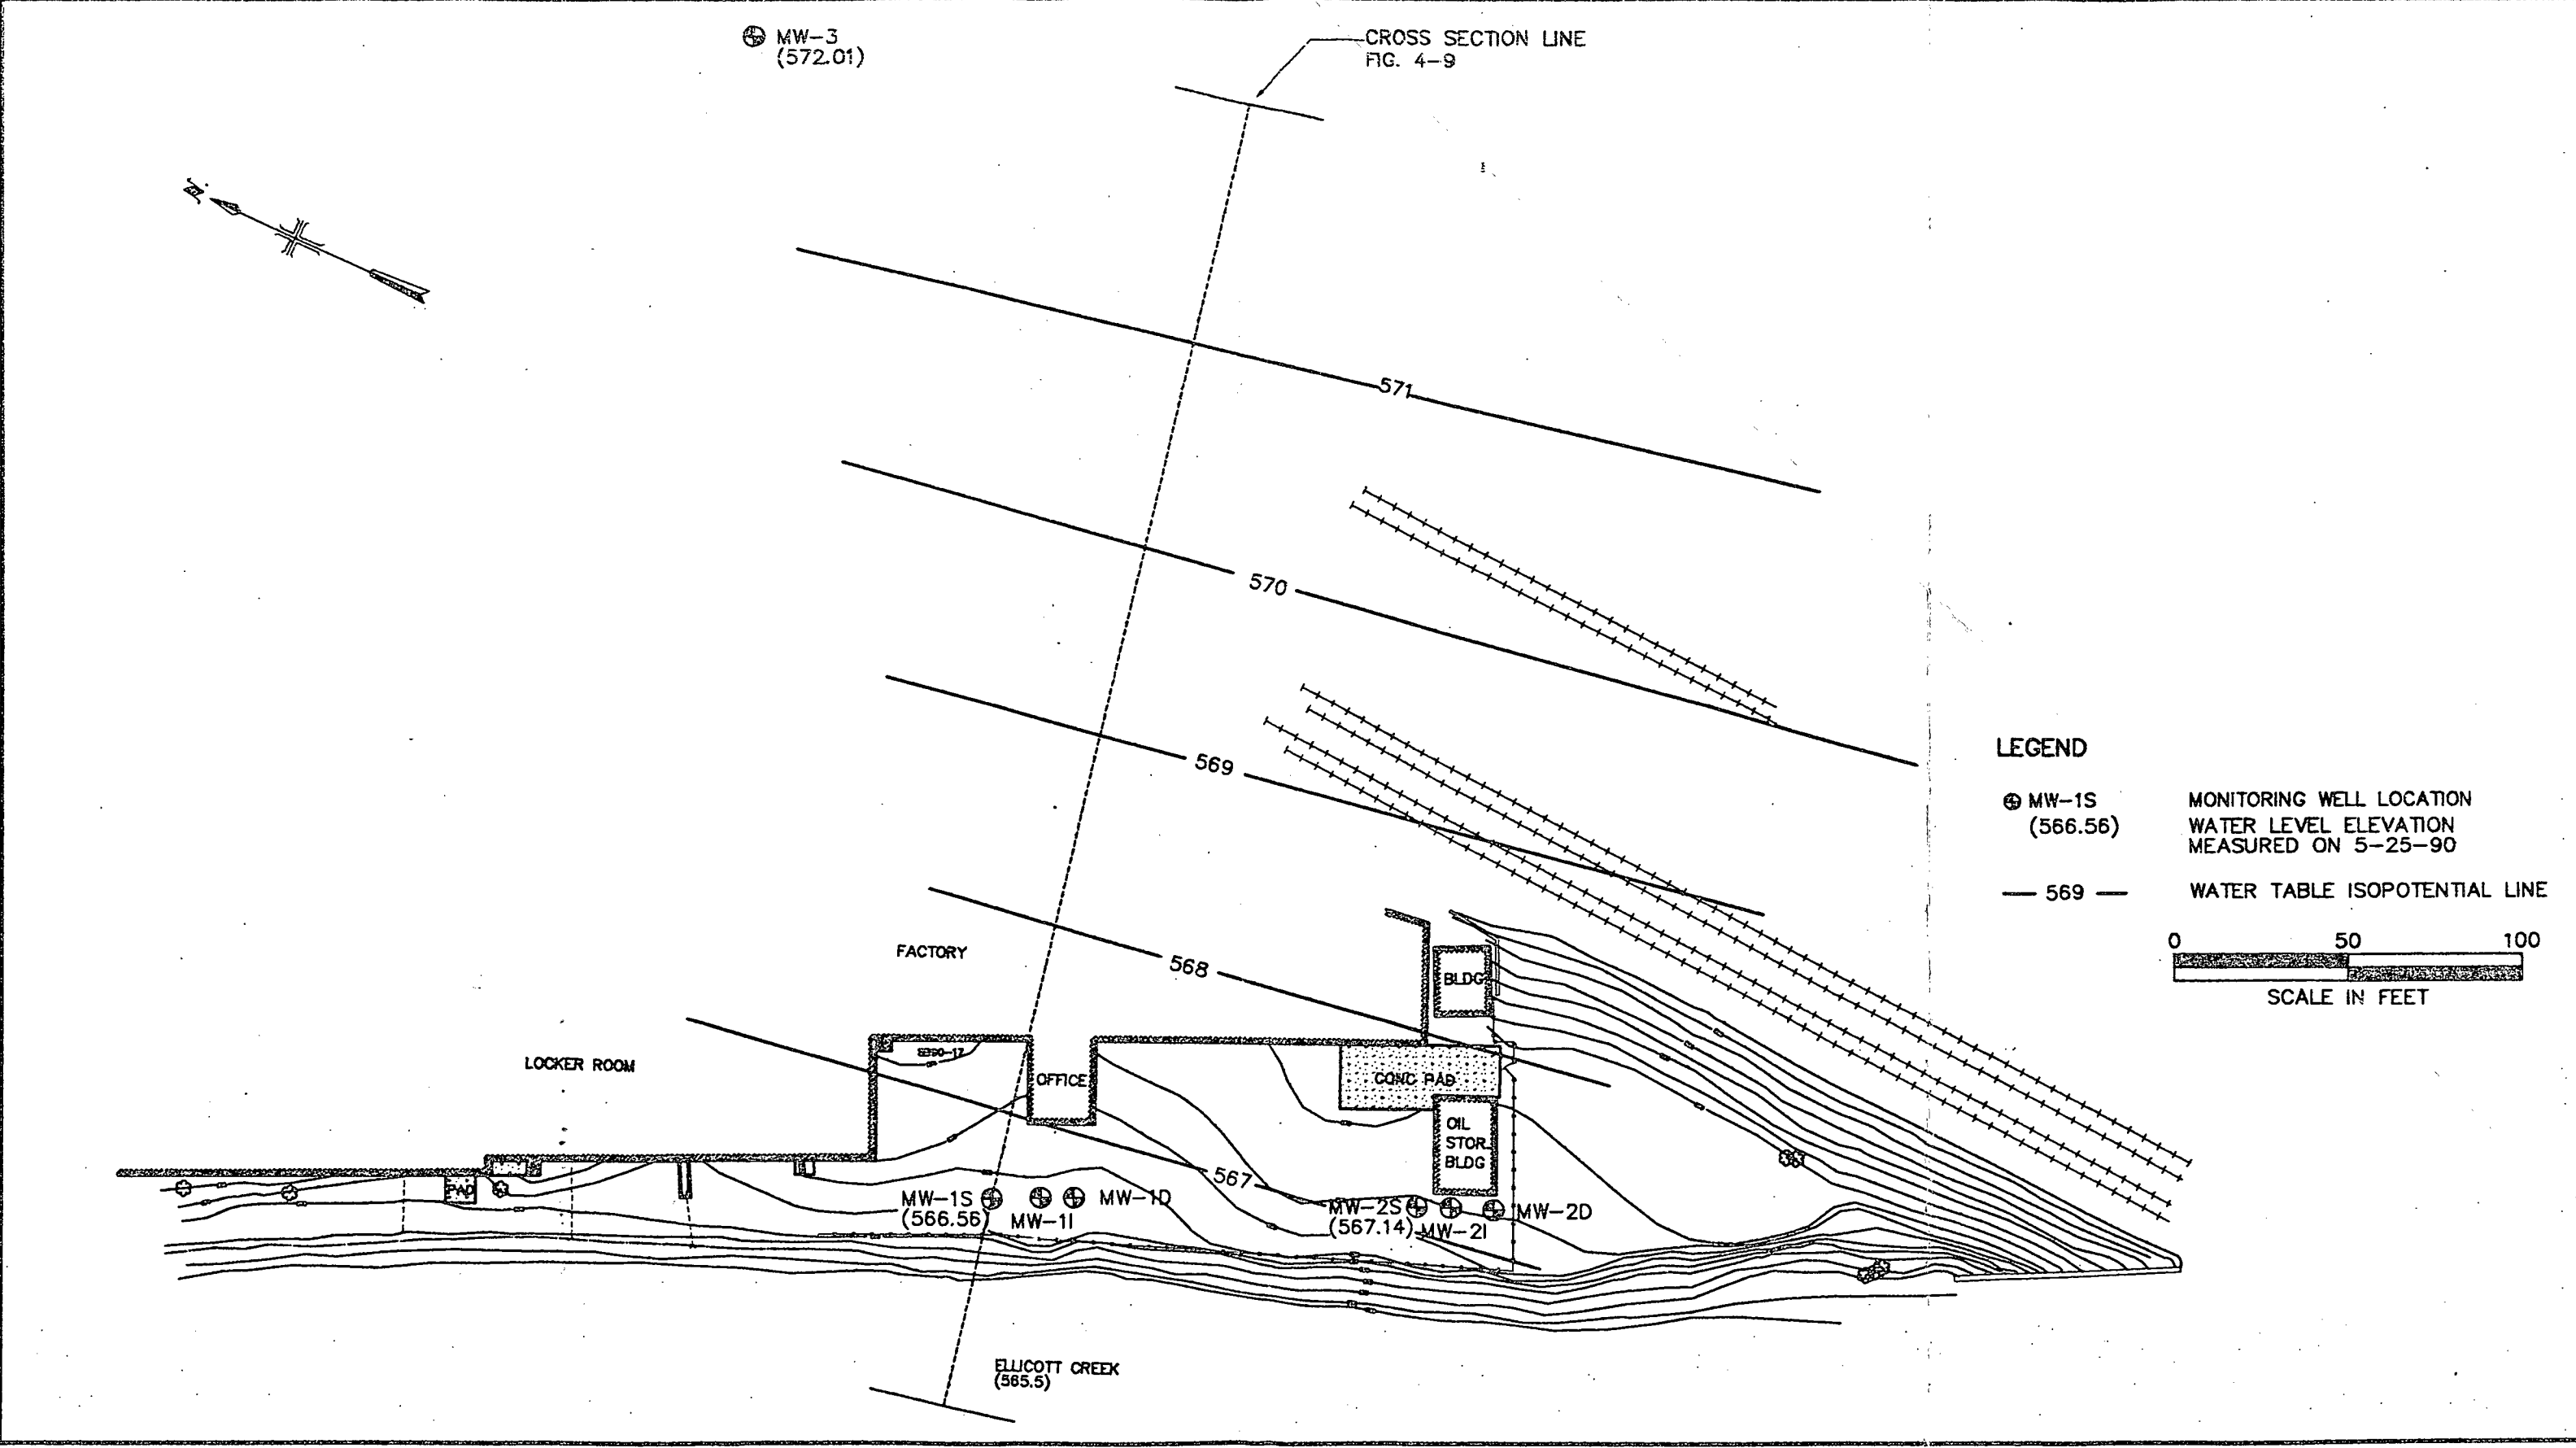 MW-3
(572.01)
CROSS SECTION LINE
FIG. 4-9
N
571
570
569
568
567
LEGEND
MW-1S
(566.56)
MONITORING WELL LOCATION
WATER LEVEL ELEVATION
MEASURED ON 5-25-90
— 569 —
WATER TABLE ISOPOTENTIAL LINE
0 50 100
SCALE IN FEET
FACTORY
LOCKER ROOM
SB90-17
OFFICE
BLDG
CONC PAD
OIL
STOR.
BLDG
PAD
MW-1S
(566.56)
MW-1I
MW-1D
MW-2S
(567.14)
MW-2I
MW-2D
ELLICOTT CREEK
(565.5)